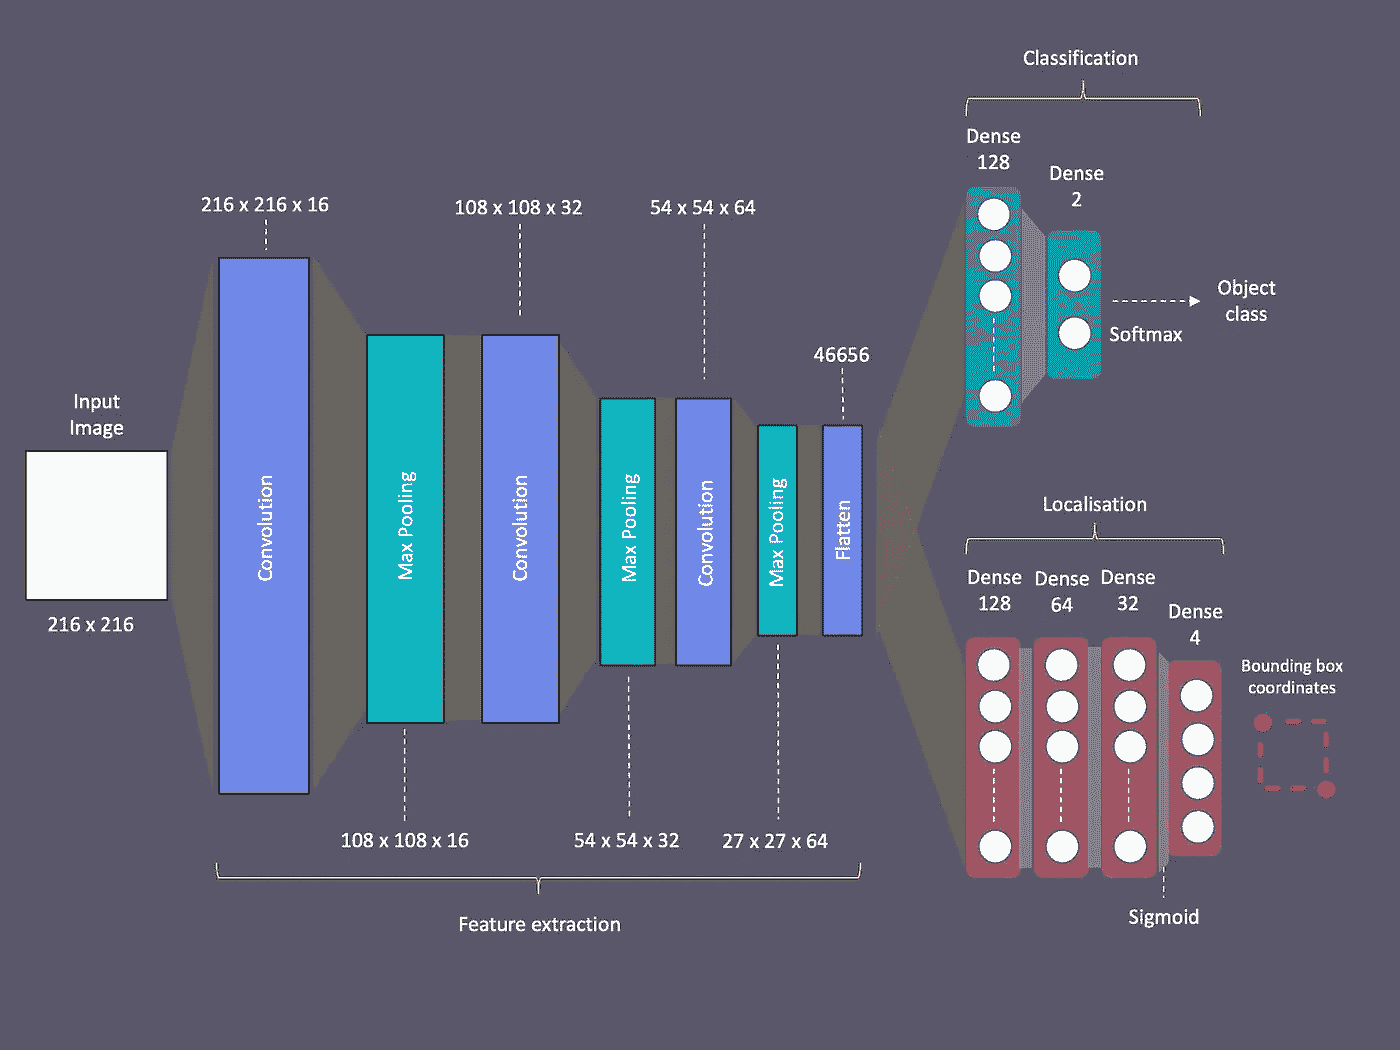 Classification
Dense
128
Dense
2
216 x 216 x 16
108 x 108 x 32
54 x 54 x 64
Object
class
Softmax
46656
Input
Image
216 x 216
Convolution
Max Pooling
Convolution
Max Pooling
Convolution
Max Pooling
Flatten
Localisation
Dense
128
Dense
64
Dense
32
Dense
4
Bounding box
coordinates
108 x 108 x 16
54 x 54 x 32
27 x 27 x 64
Sigmoid
Feature extraction